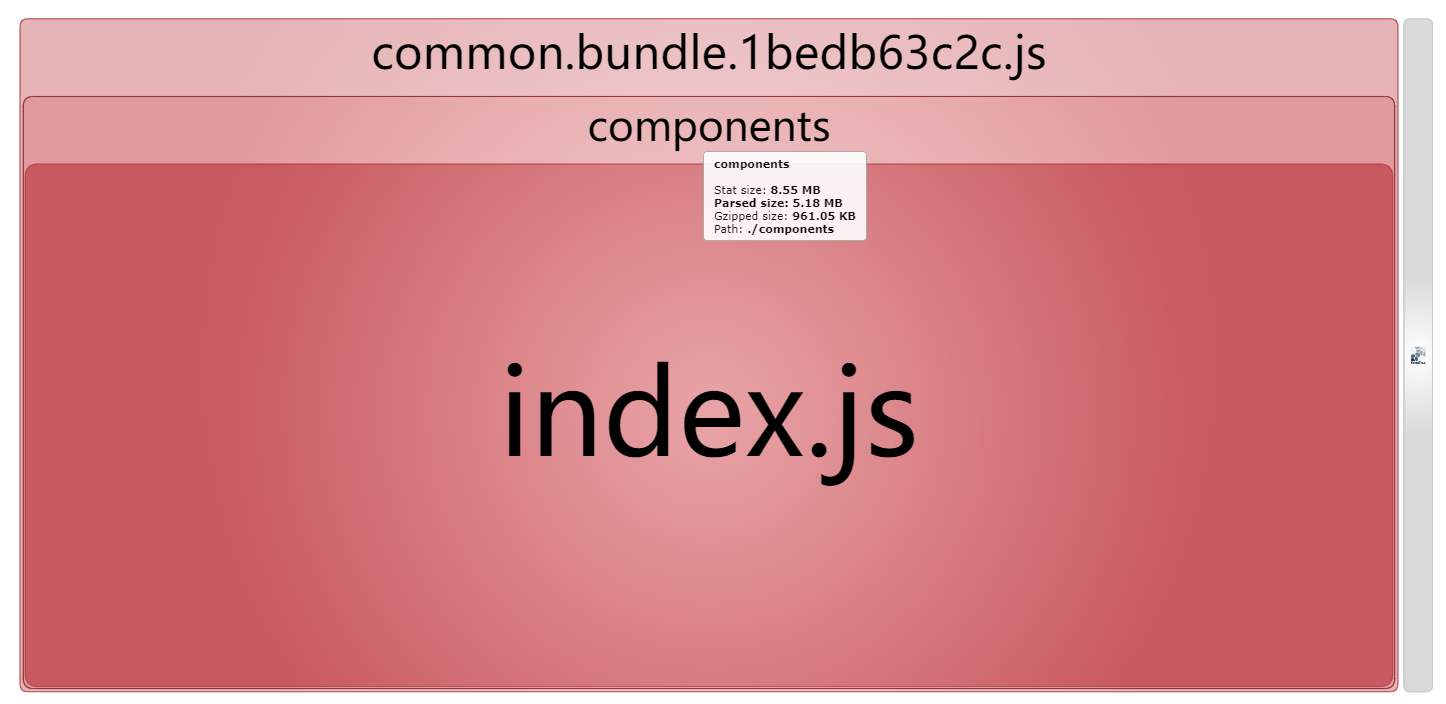 common.bundle.1bedb63c2c.js
components
components
Stat size: 8.55 MB
Parsed size: 5.18 MB
Gzipped size: 961.05 KB
Path: ./components
index.js